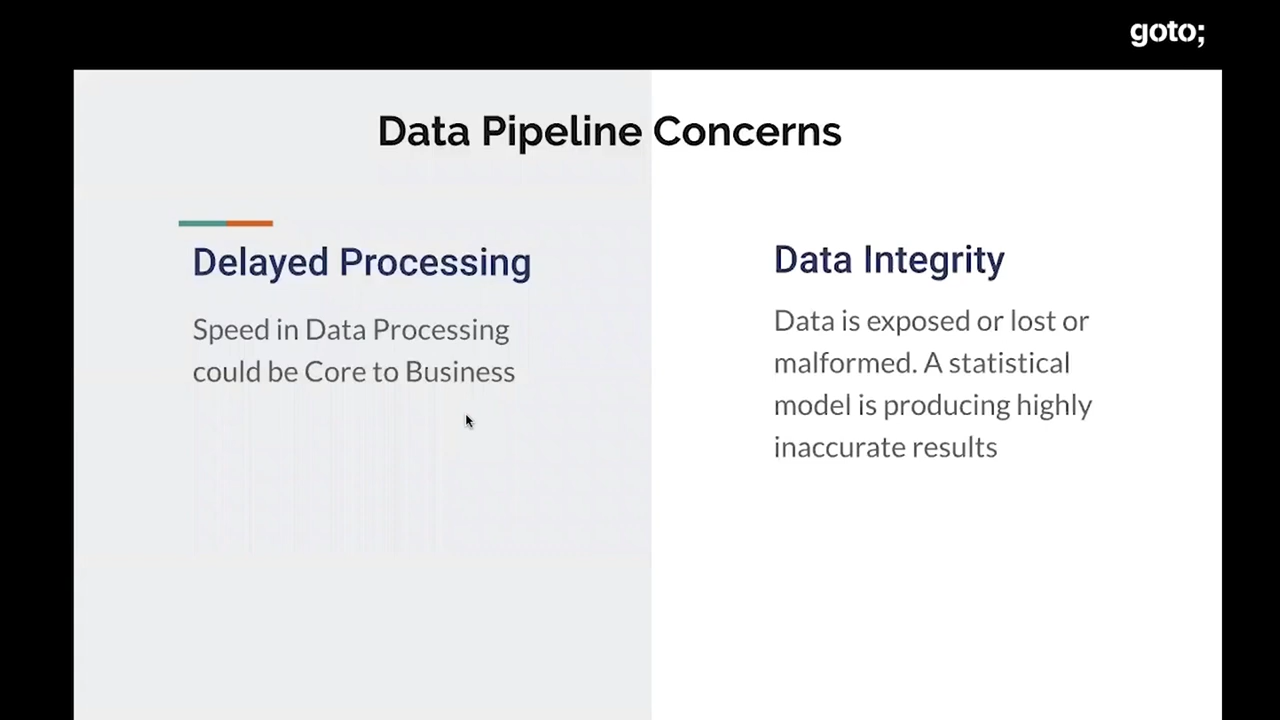 goto;
Data Pipeline Concerns
Delayed Processing
Speed in Data Processing
could be Core to Business
Data Integrity
Data is exposed or lost or
malformed. A statistical
model is producing highly
inaccurate results